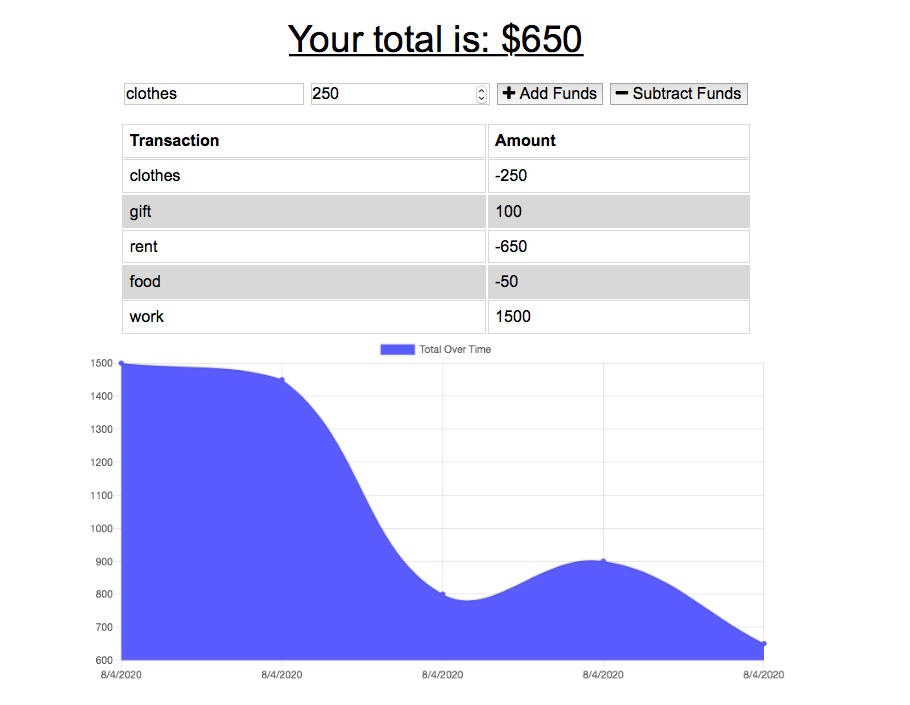 Your total is: $650
clothes 250 Add Funds Subtract Funds
Transaction Amount
clothes -250
gift 100
rent -650
food -50
work 1500
Total Over Time
1500
1400
1300
1200
1100
1000
900
800
700
600
8/4/2020 8/4/2020 8/4/2020 8/4/2020 8/4/2020